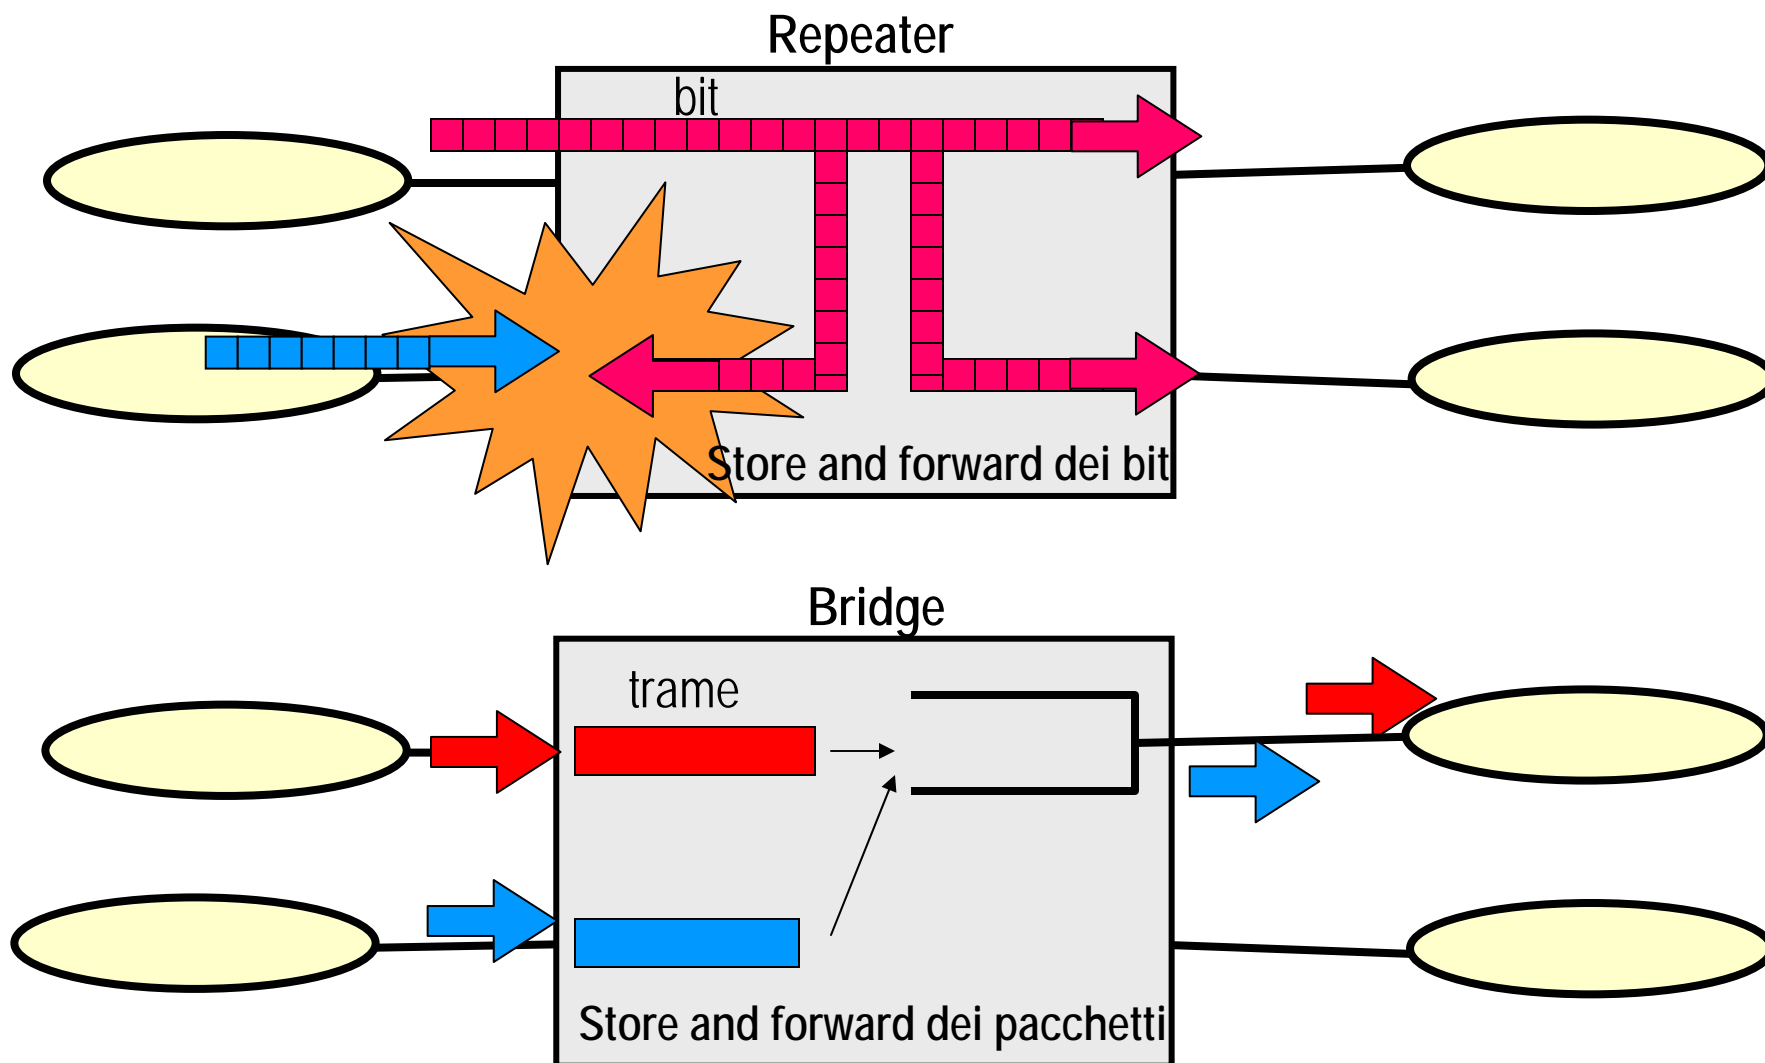 Repeater
bit
Store and forward dei bit
Bridge
trame
Store and forward dei pacchetti